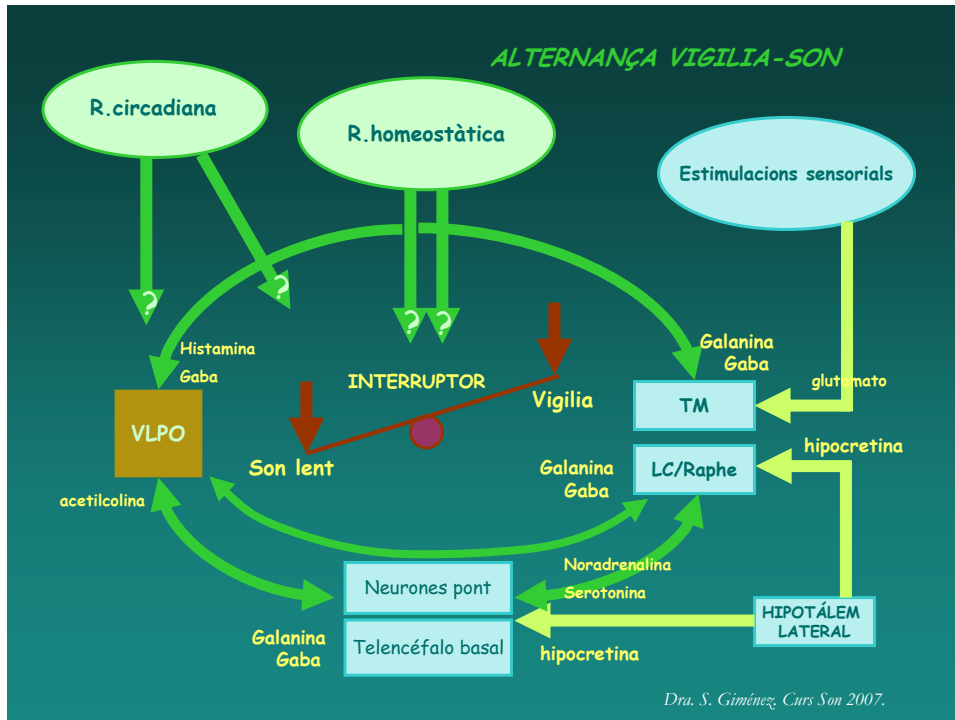 ALTERNANÇA VIGILIA-SON
R.circadiana
R.homeostàtica
Estimulacions sensorials
?
?
?
?
Histamina
Gaba
INTERRUPTOR
Vigilia
Son lent
Galanina
Gaba
glutamato
TM
VLPO
hipocretina
LC/Raphe
Galanina
Gaba
acetilcolina
Noradrenalina
Serotonina
Neurones pont
Telencéfalo basal
Galanina
Gaba
hipocretina
HIPOTÁLEM
LATERAL
Dra. S. Giménez. Curs Son 2007.